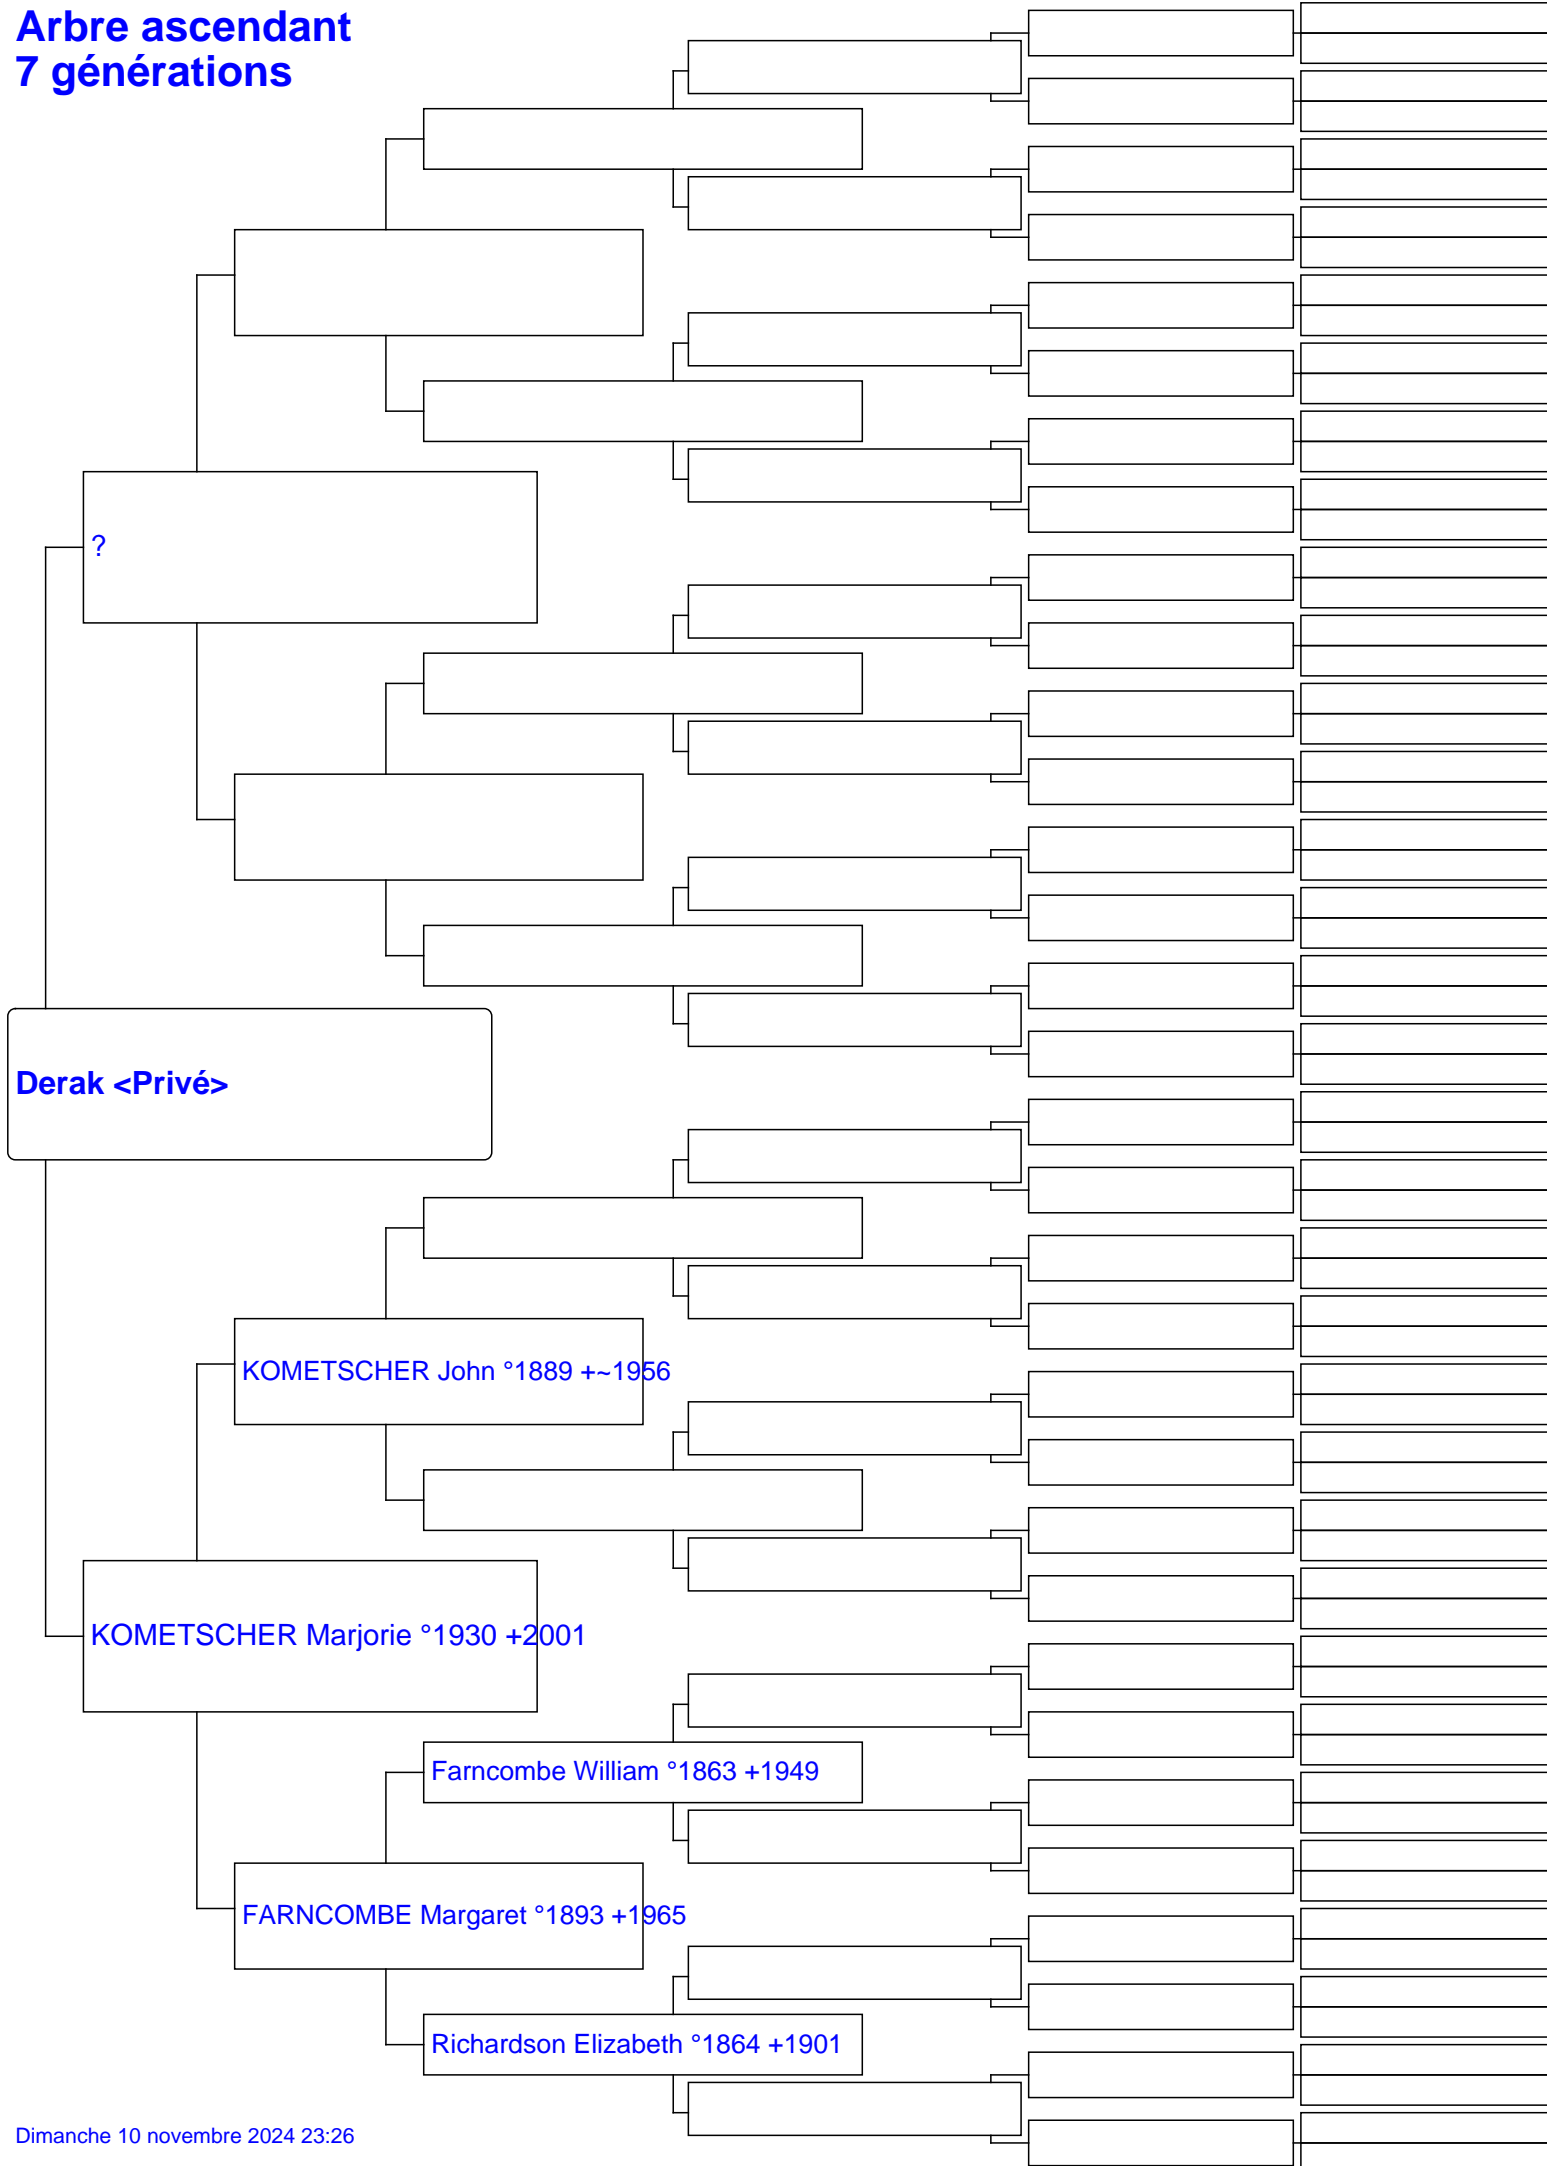 Arbre ascendant
7 générations
?
Derak <Privé>
KOMETSCHER John °1889 +~1956
KOMETSCHER Marjorie °1930 +2001
Farncombe William °1863 +1949
FARNCOMBE Margaret °1893 +1965
Richardson Elizabeth °1864 +1901
Dimanche 10 novembre 2024 23:26